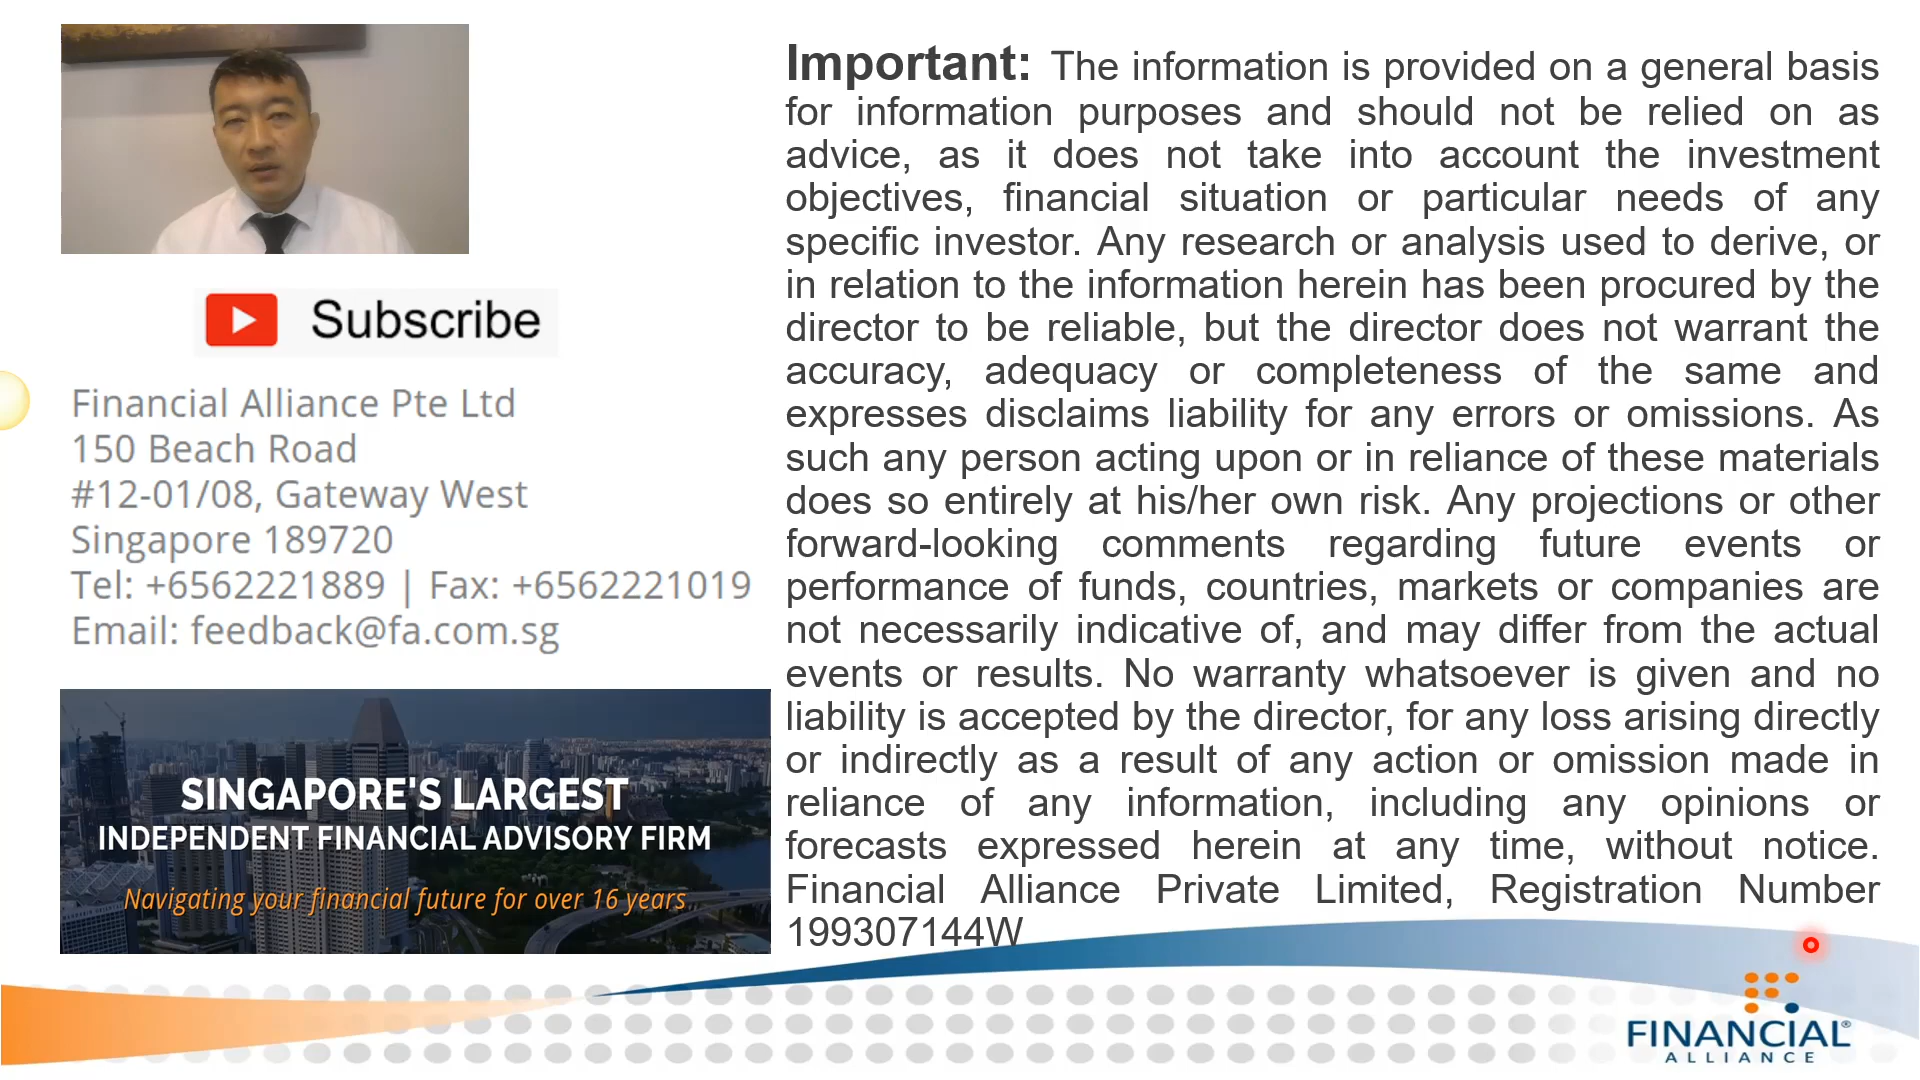 Important: The information is provided on a general basis
for information purposes and should not be relied on as
advice, as it does not take into account the investment
objectives, financial situation or particular needs of any
specific investor. Any research or analysis used to derive, or
in relation to the information herein has been procured by the
director to be reliable, but the director does not warrant the
accuracy, adequacy or completeness of the same and
expresses disclaims liability for any errors or omissions. As
such any person acting upon or in reliance of these materials
does so entirely at his/her own risk. Any projections or other
forward-looking comments regarding future events or
performance of funds, countries, markets or companies are
not necessarily indicative of, and may differ from the actual
events or results. No warranty whatsoever is given and no
liability is accepted by the director, for any loss arising directly
or indirectly as a result of any action or omission made in
reliance of any information, including any opinions or
forecasts expressed herein at any time, without notice.
Financial Alliance Private Limited, Registration Number
199307144W
Subscribe
Financial Alliance Pte Ltd
150 Beach Road
#12-01/08, Gateway West
Singapore 189720
Tel: +6562221889 | Fax: +6562221019
Email: feedback@fa.com.sg
SINGAPORE'S LARGEST
INDEPENDENT FINANCIAL ADVISORY FIRM
Navigating your financial future for over 16 years
FINANCIAL®
ALLIANCE